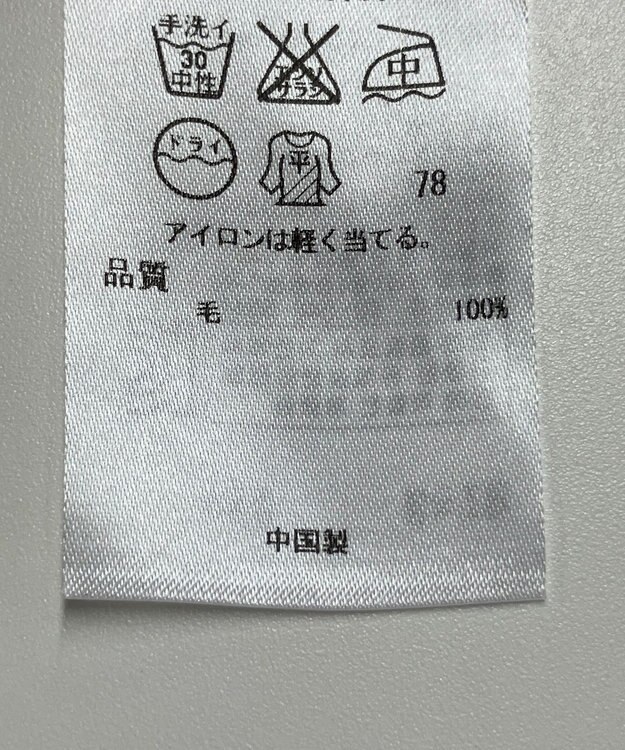 手洗イ
30
中性
エンソ
サラシ
中
ドライ
平
78
アイロンは軽く当てる。
品質
毛 100%
中国製